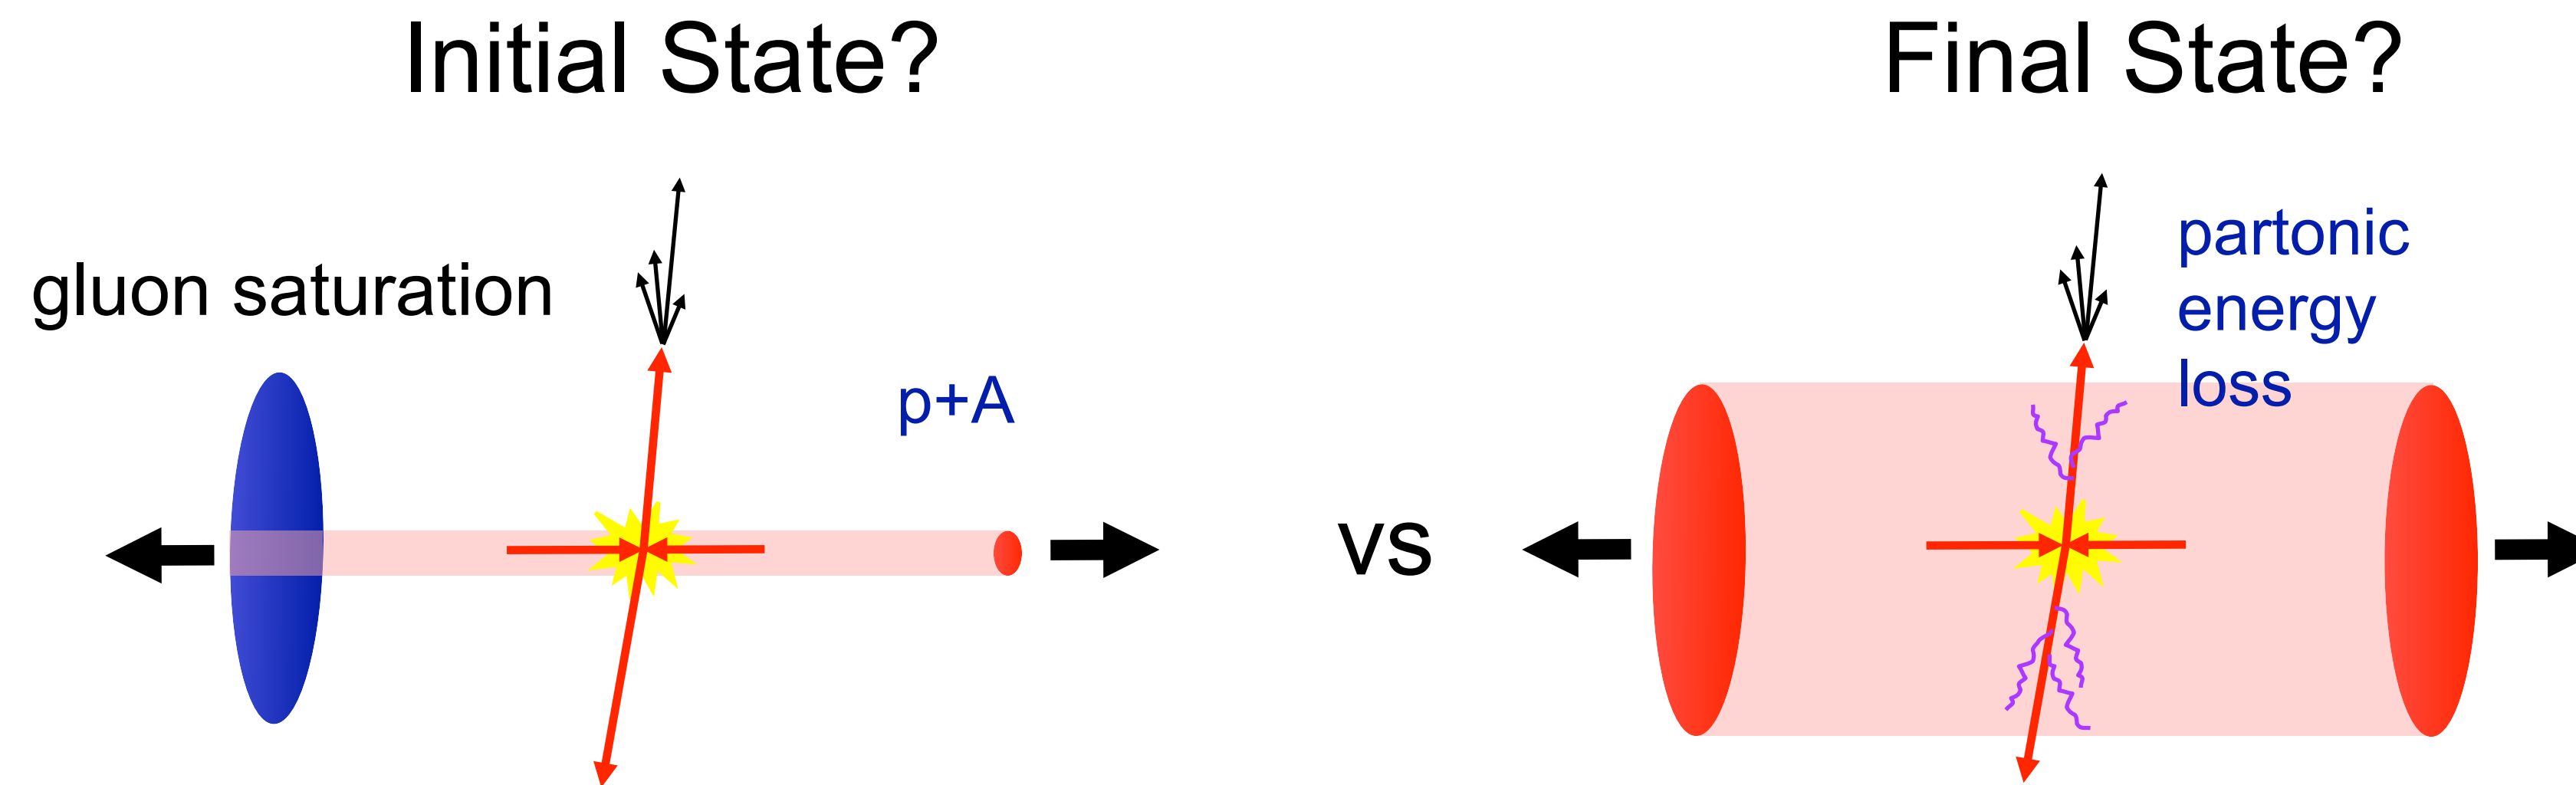 Initial State?
gluon saturation
p+A
vs
Final State?
partonic
energy
loss